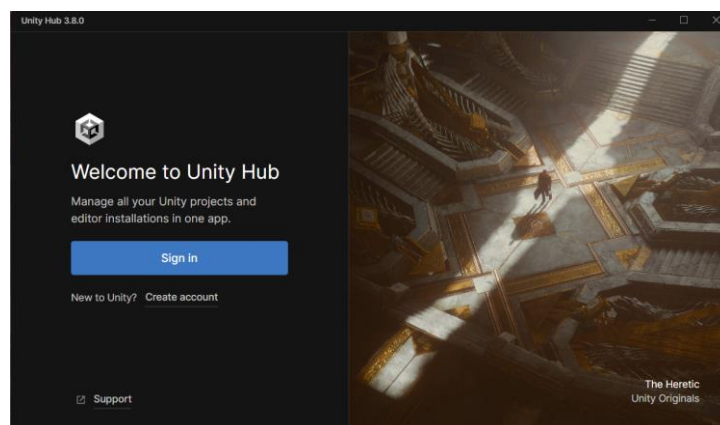 Unity Hub 3.8.0
Welcome to Unity Hub
Manage all your Unity projects and
editor installations in one app.
Sign in
New to Unity? Create account
Support
The Heretic
Unity Originals